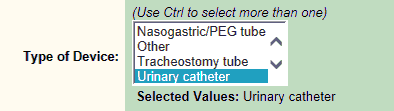 (Use Ctrl to select more than one)
Nasogastric/PEG tube
Other
Type of Device:
Tracheostomy tube
Urinary catheter
Selected Values: Urinary catheter